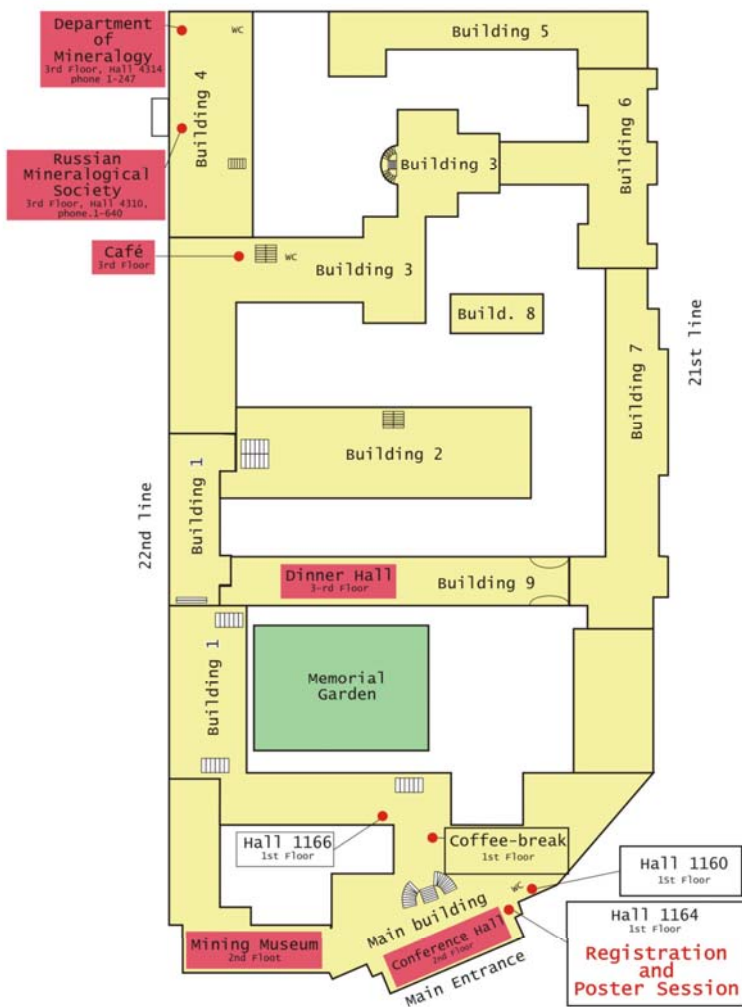 Department
of
Mineralogy
3rd Floor, Hall 4314
phone 1-247
WC
Building 5
Building 4
Building 6
Building 3
Russian
Mineralogical
Society
3rd Floor, Hall 4310,
phone.1-640
Café
3rd Floor
WC
Building 3
Build. 8
21st line
Building 7
Building 2
Building 1
22nd line
Dinner Hall
3-rd Floor
Building 9
Building 1
Memorial
Garden
Hall 1166
1st Floor
Coffee-break
1st Floor
WC
Hall 1160
1St Floor
Main building
Hall 1164
1st Floor
Registration
and
Poster Session
Mining Museum
2nd Floot
Conference Hall
2nd Floor
Main Entrance